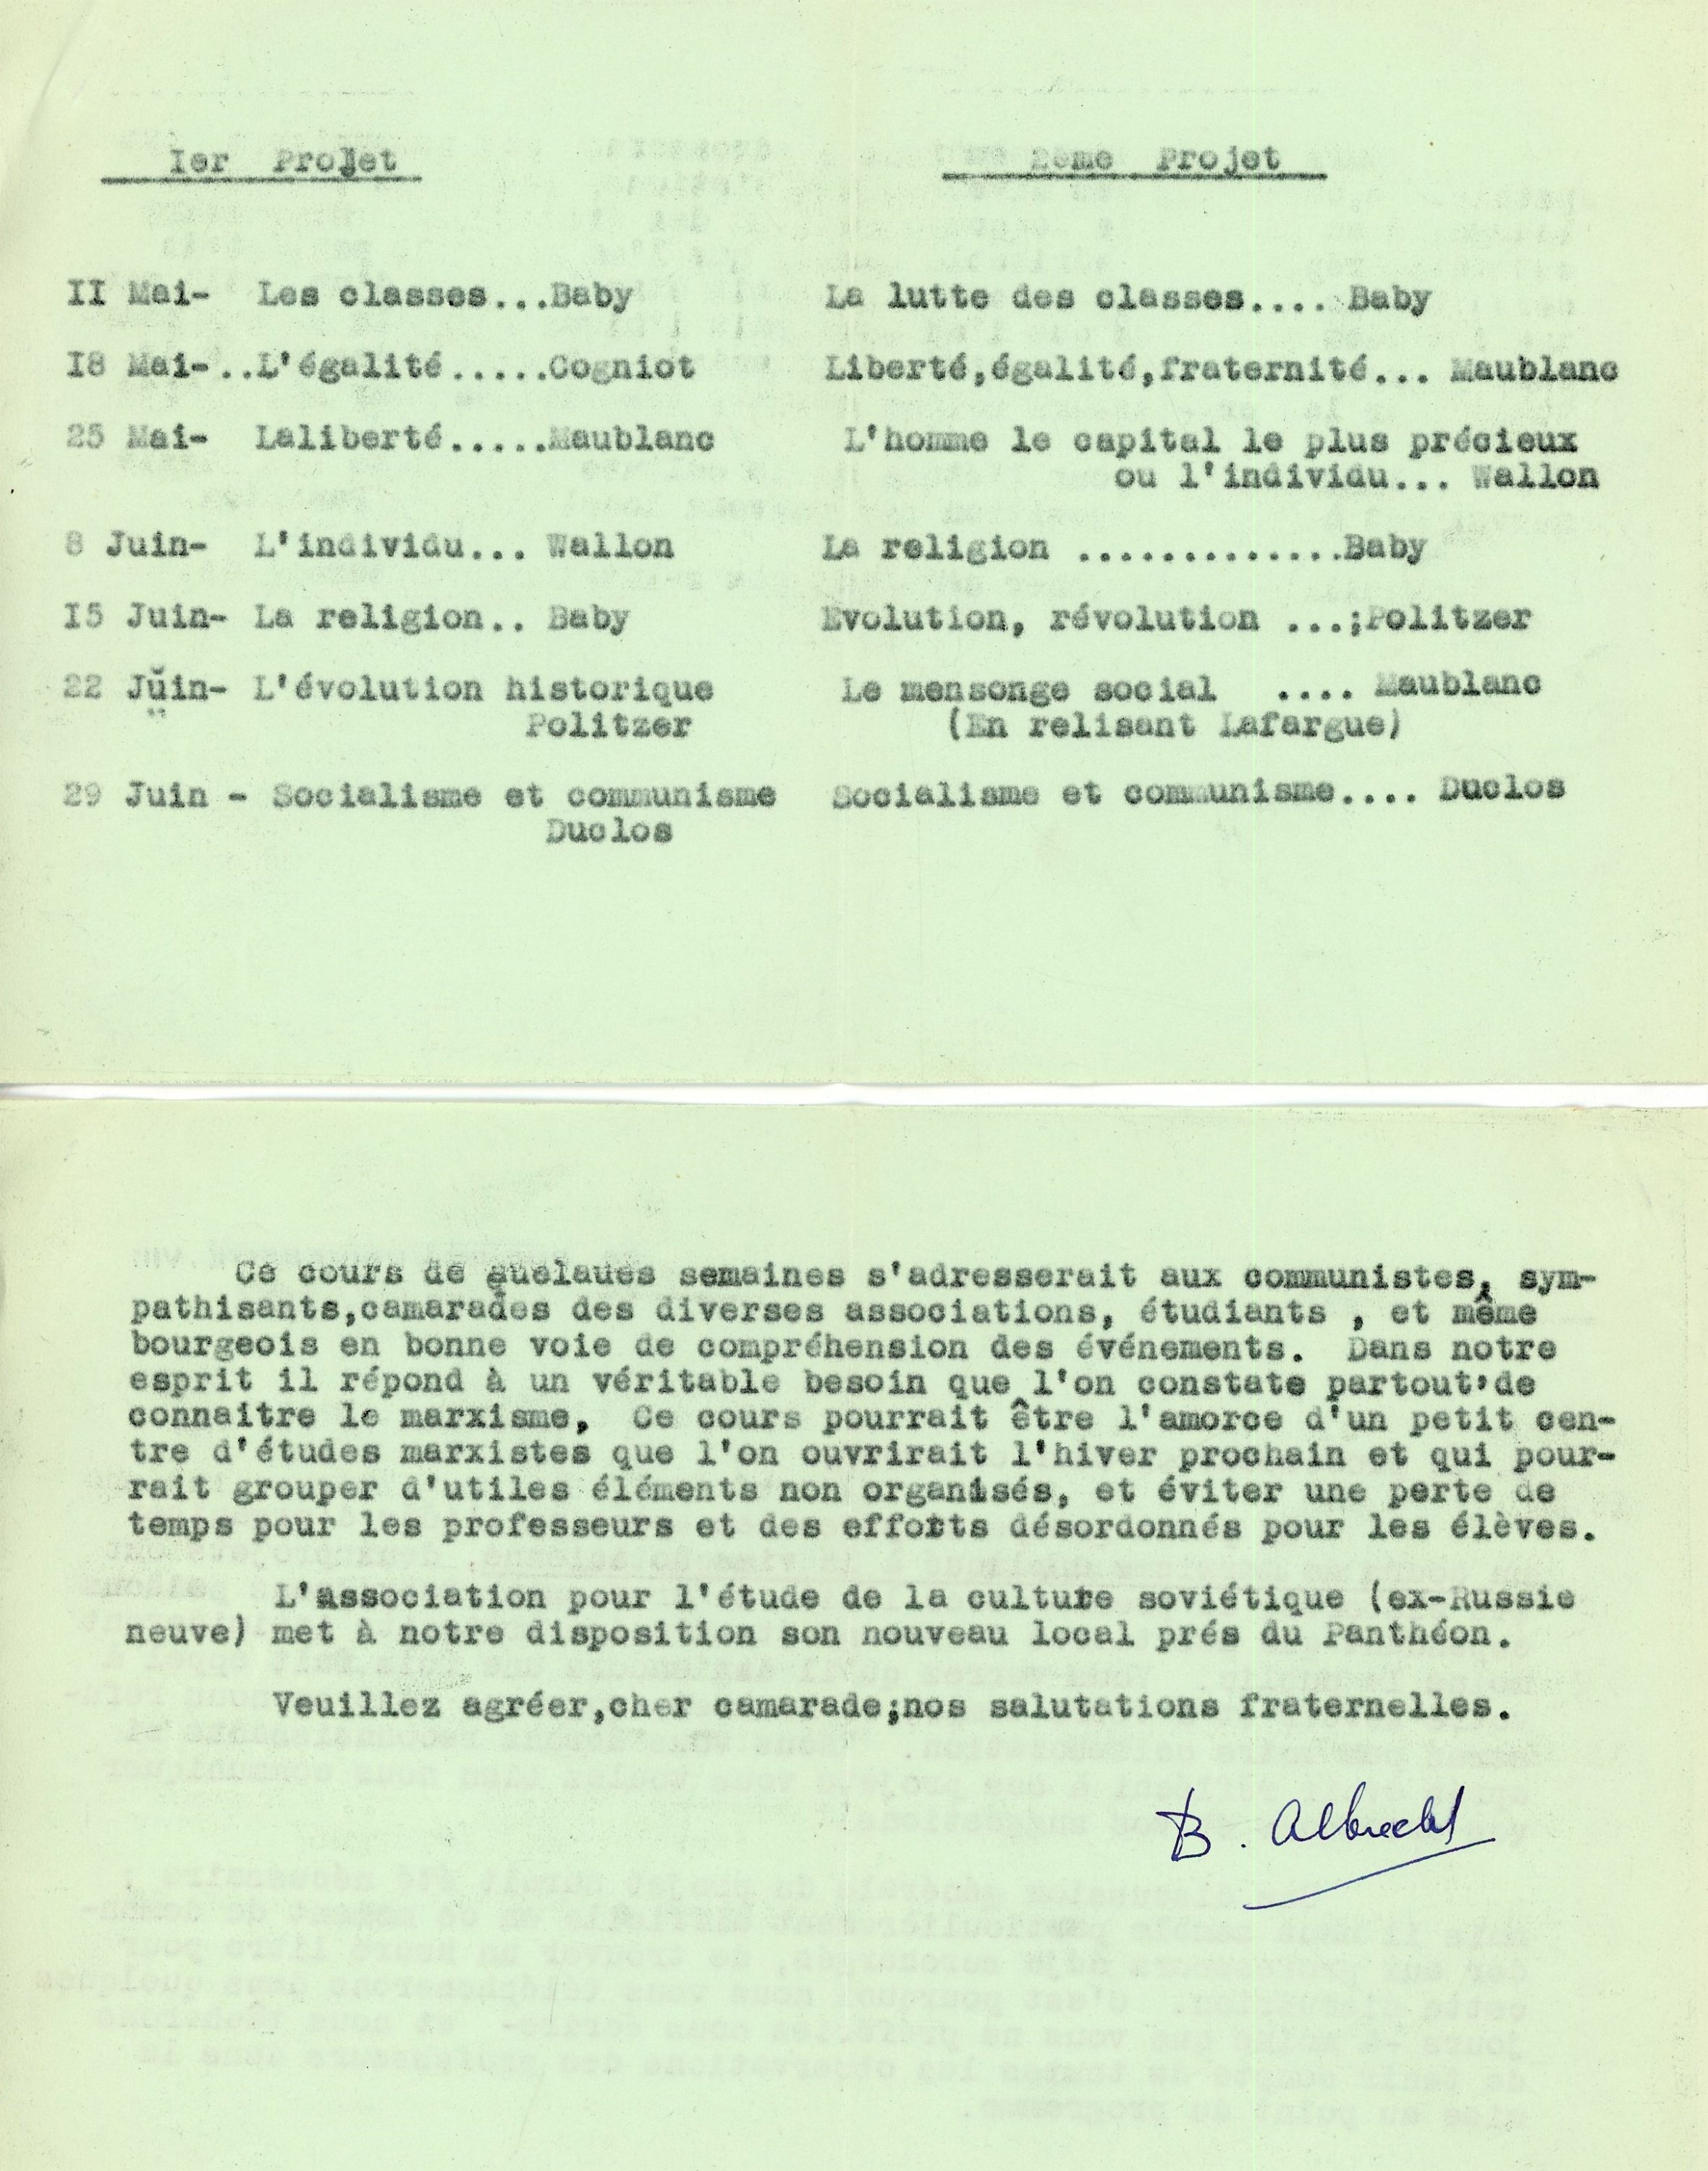 Ier Projet
2ème Projet
II Mai- Les classes...Baby
La lutte des classes.... Baby
I8 Mai-..L'égalité.....Cogniot
Liberté,égalité,fraternité... Maublanc
25 Mai- Laliberté.....Maublanc
L'homme le capital le plus précieux
ou l'individu... Wallon
8 Juin- L'individu... Wallon
La religion .............Baby
I5 Juin- La religion.. Baby
Evolution, révolution ...;Politzer
22 Juin- L'évolution historique
Politzer
Le mensonge social .... Maublanc
(En relisant Lafargue)
29 Juin - Socialisme et communisme
Duclos
Socialisme et communisme.... Duclos
Ce cours de quelques semaines s'adresserait aux communistes, sym-
pathisants,camarades des diverses associations, étudiants , et même
bourgeois en bonne voie de compréhension des événements. Dans notre
esprit il répond à un véritable besoin que l'on constate partout,de
connaitre le marxisme. Ce cours pourrait être l'amorce d'un petit cen-
tre d'études marxistes que l'on ouvrirait l'hiver prochain et qui pour-
rait grouper d'utiles éléments non organisés, et éviter une perte de
temps pour les professeurs et des efforts désordonnés pour les élèves.
L'association pour l'étude de la culture soviétique (ex-Russie
neuve) met à notre disposition son nouveau local prés du Panthéon.
Veuillez agréer,cher camarade;nos salutations fraternelles.
B. Albrecht